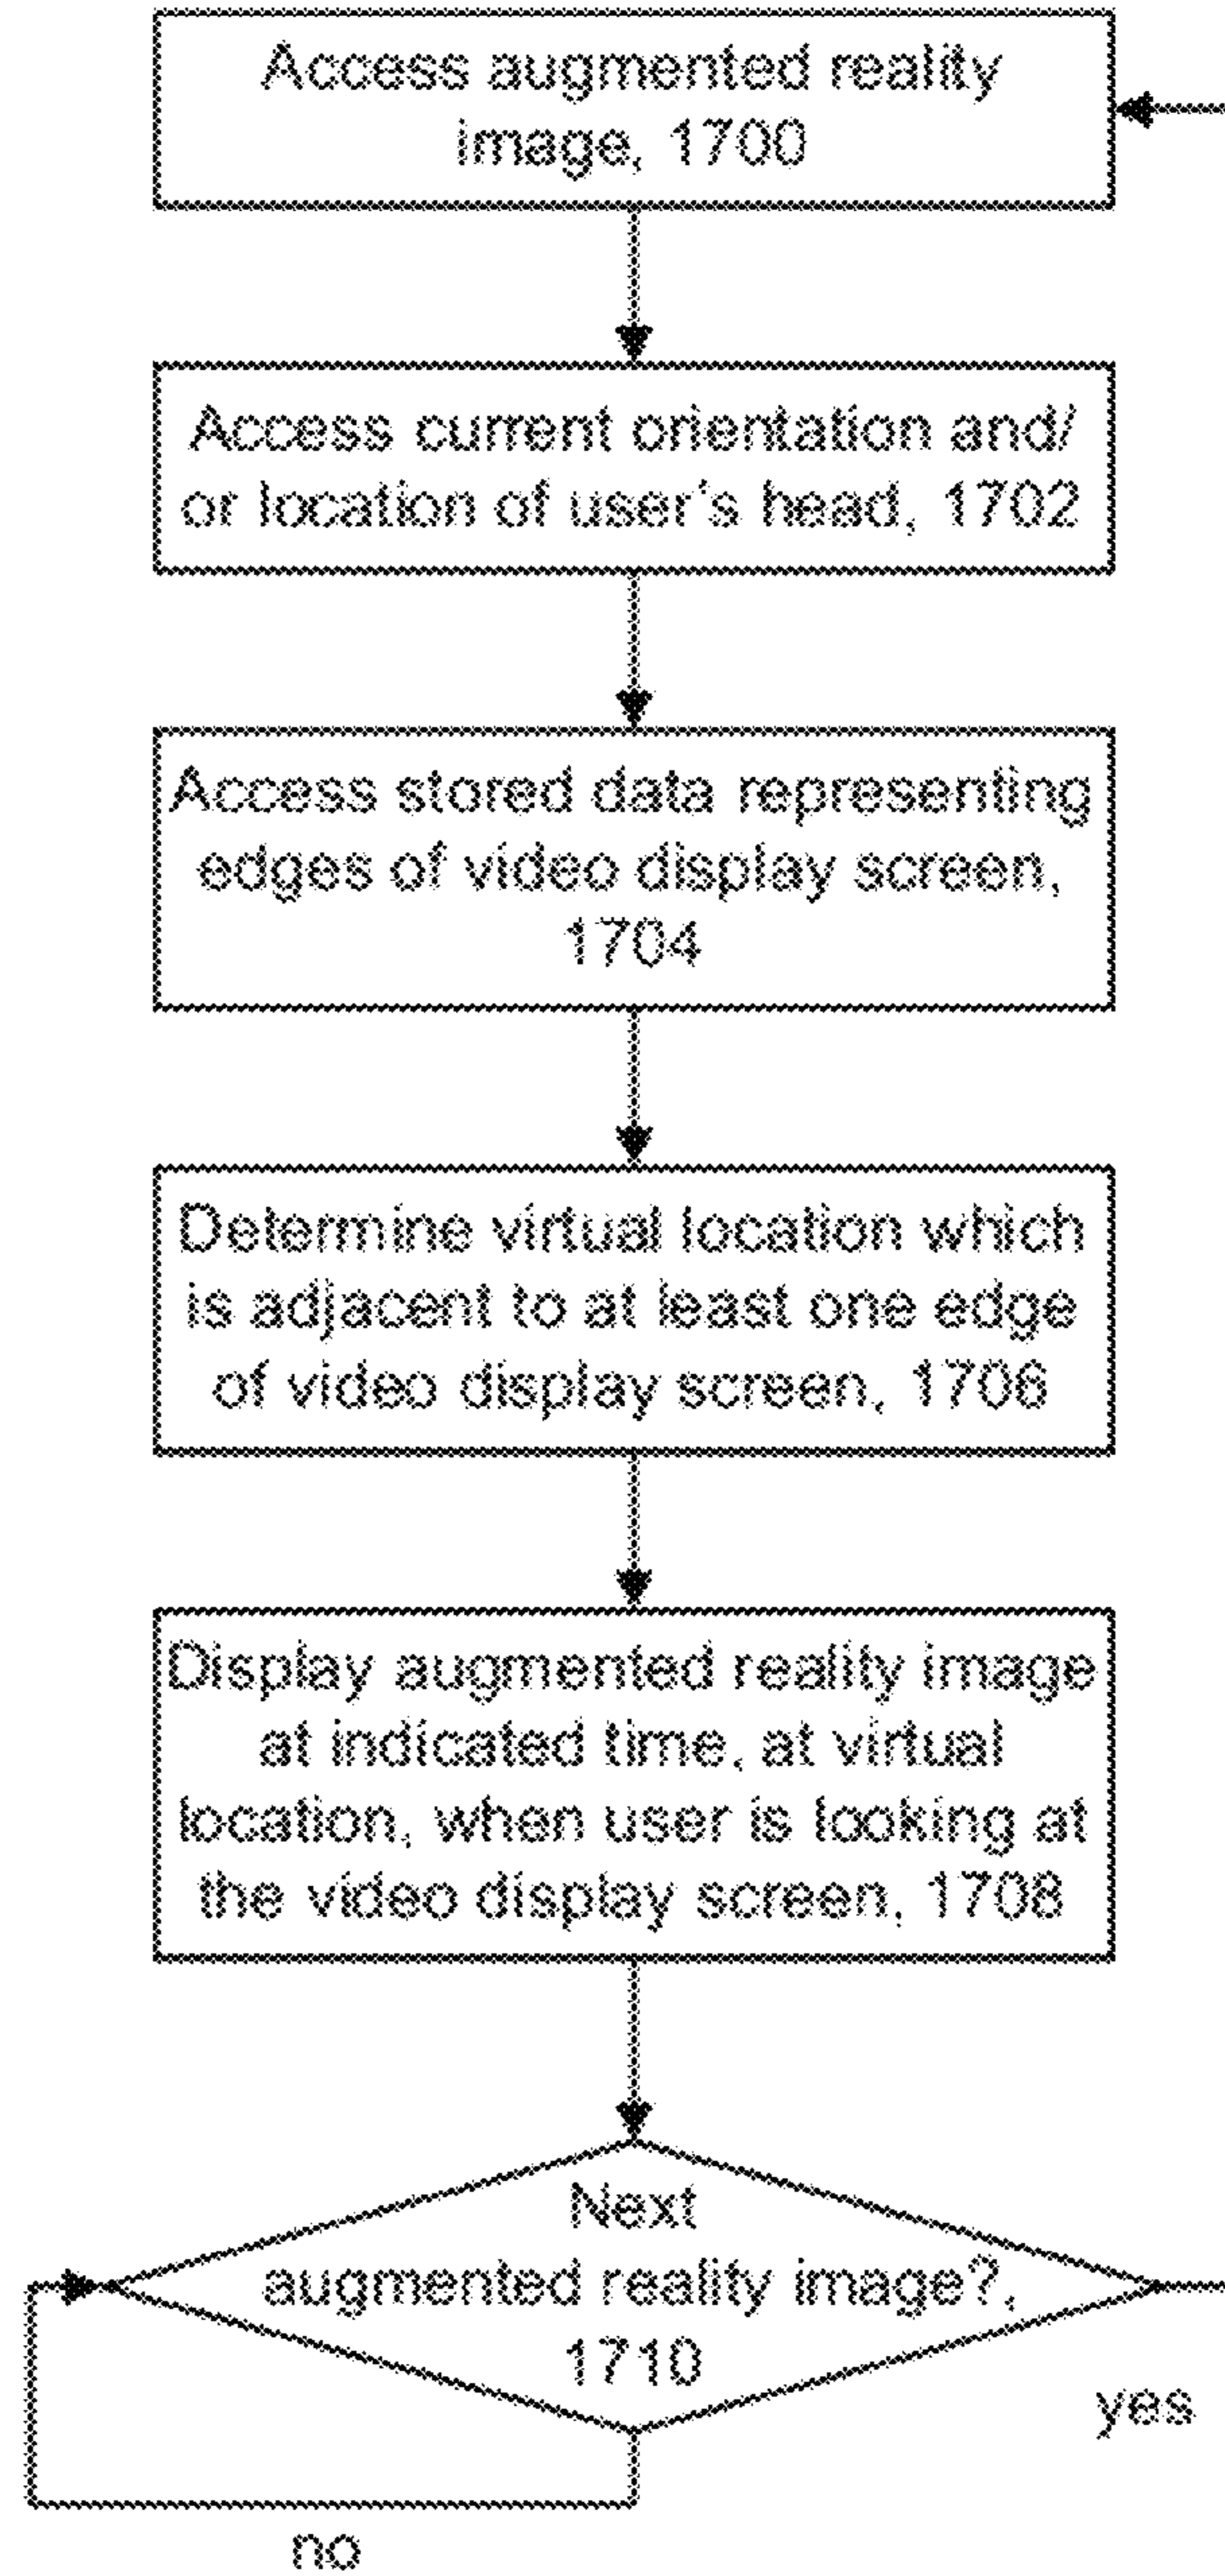 Access augmented reality
image, 1700
Access current orientation and/
or location of user's head, 1702
Access stored data representing
edges of video display screen,
1704
Determine virtual location which
is adjacent to at least one edge
of video display screen, 1706
Display augmented reality image
at indicated time, at virtual
location, when user is looking at
the video display screen, 1708
Next
augmented reality image?,
1710
yes
no